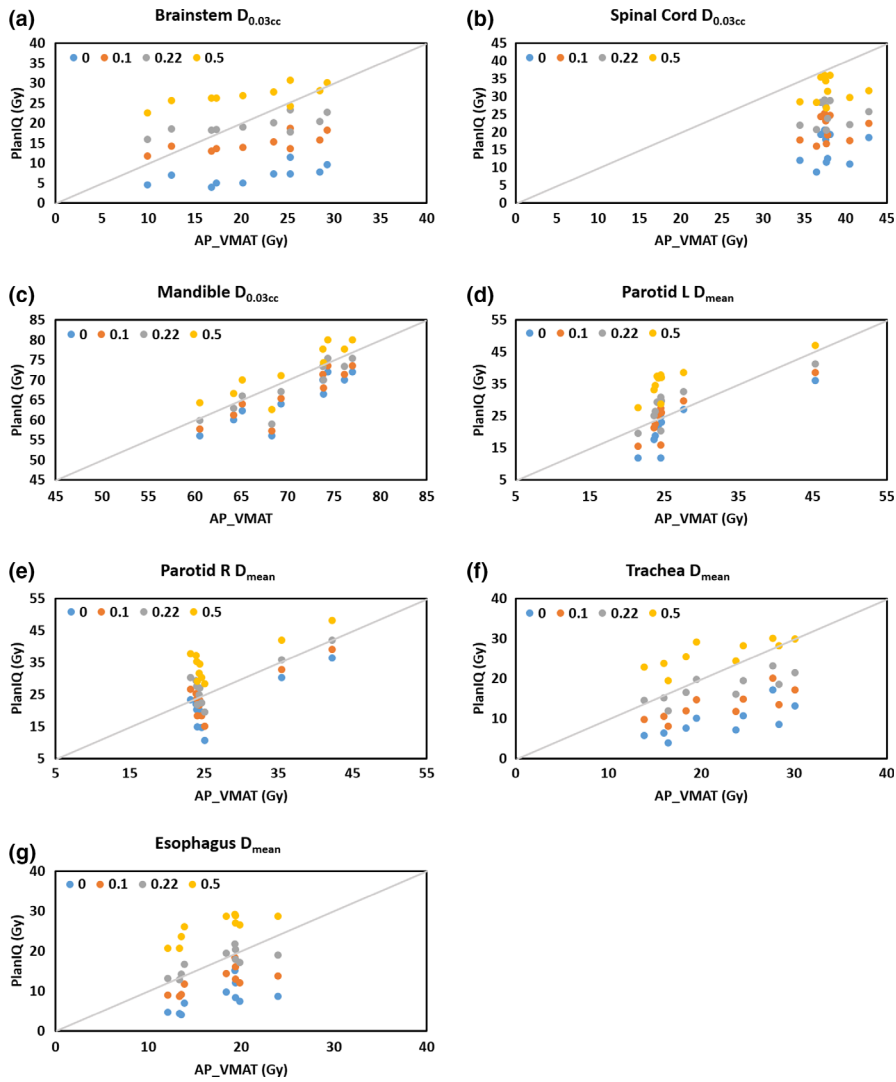 (a) Brainstem D0.03cc
0 0.1 0.22 0.5
PlanIQ (Gy)
40
35
30
25
20
15
10
5
0
0 5 10 15 20 25 30 35 40
AP_VMAT (Gy)
(b) Spinal Cord D0.03cc
0 0.1 0.22 0.5
PlanIQ (Gy)
45
40
35
30
25
20
15
10
5
0
0 5 10 15 20 25 30 35 40 45
AP_VMAT (Gy)
(c) Mandible D0.03cc
0 0.1 0.22 0.5
PlanIQ (Gy)
85
80
75
70
65
60
55
50
45
45 55 65 75 85
AP_VMAT
(d) Parotid L Dmean
0 0.1 0.22 0.5
PlanIQ (Gy)
55
45
35
25
15
5
5 15 25 35 45 55
AP_VMAT (Gy)
(e) Parotid R Dmean
0 0.1 0.22 0.5
PlanIQ (Gy)
55
45
35
25
15
5
5 15 25 35 45 55
AP_VMAT (Gy)
(f) Trachea Dmean
0 0.1 0.22 0.5
PlanIQ (Gy)
40
30
20
10
0
0 10 20 30 40
AP_VMAT (Gy)
(g) Esophagus Dmean
0 0.1 0.22 0.5
PlanIQ (Gy)
40
30
20
10
0
0 10 20 30 40
AP_VMAT (Gy)